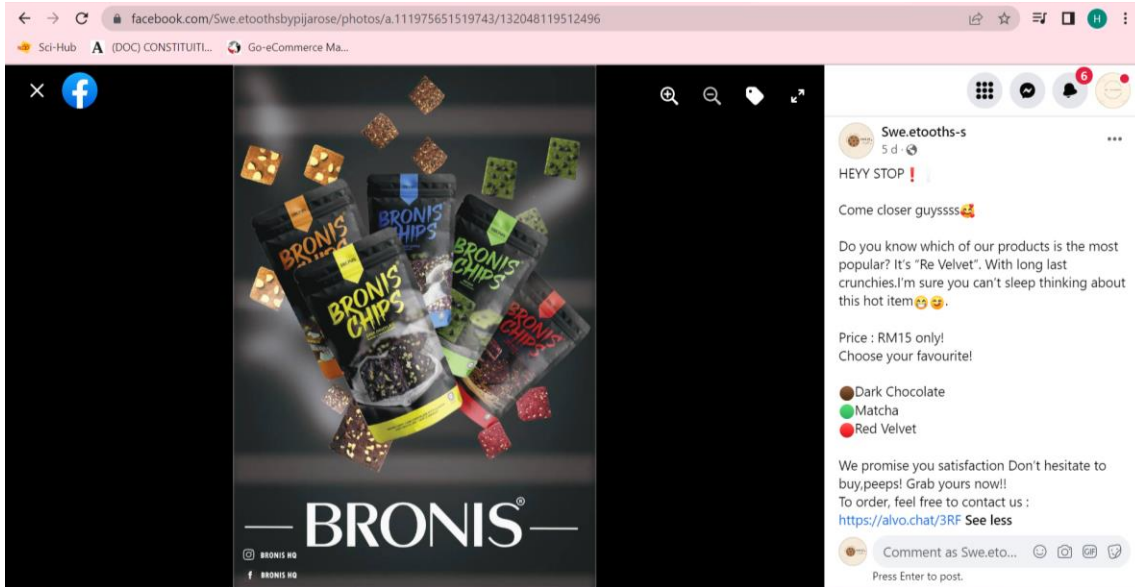 facebook.com/Swe.etoothsbypijarose/photos/a.111975651519743/132048119512496
H
Sci-Hub
A (DOC) CONSTITUITI...
Go-eCommerce Ma...
6
Swe.etooths-s
5 d
HEYY STOP❗❕
Come closer guyssss🥰
Do you know which of our products is the most
popular? It's "Re Velvet". With long last
crunchies.I'm sure you can't sleep thinking about
this hot item🤭😆.
Price : RM15 only!
Choose your favourite!
🟤Dark Chocolate
🟢Matcha
🔴Red Velvet
We promise you satisfaction Don't hesitate to
buy,peeps! Grab yours now!!
To order, feel free to contact us :
https://alvo.chat/3RF See less
Comment as Swe.eto...
GIF
Press Enter to post.
BRONIS
CHIPS
BRONIS
CHIPS
BRONIS
CHIPS
BRONIS
CHIPS
BRONIS
CHIPS
BRONIS®
BRONIS HQ
f BRONIS HQ